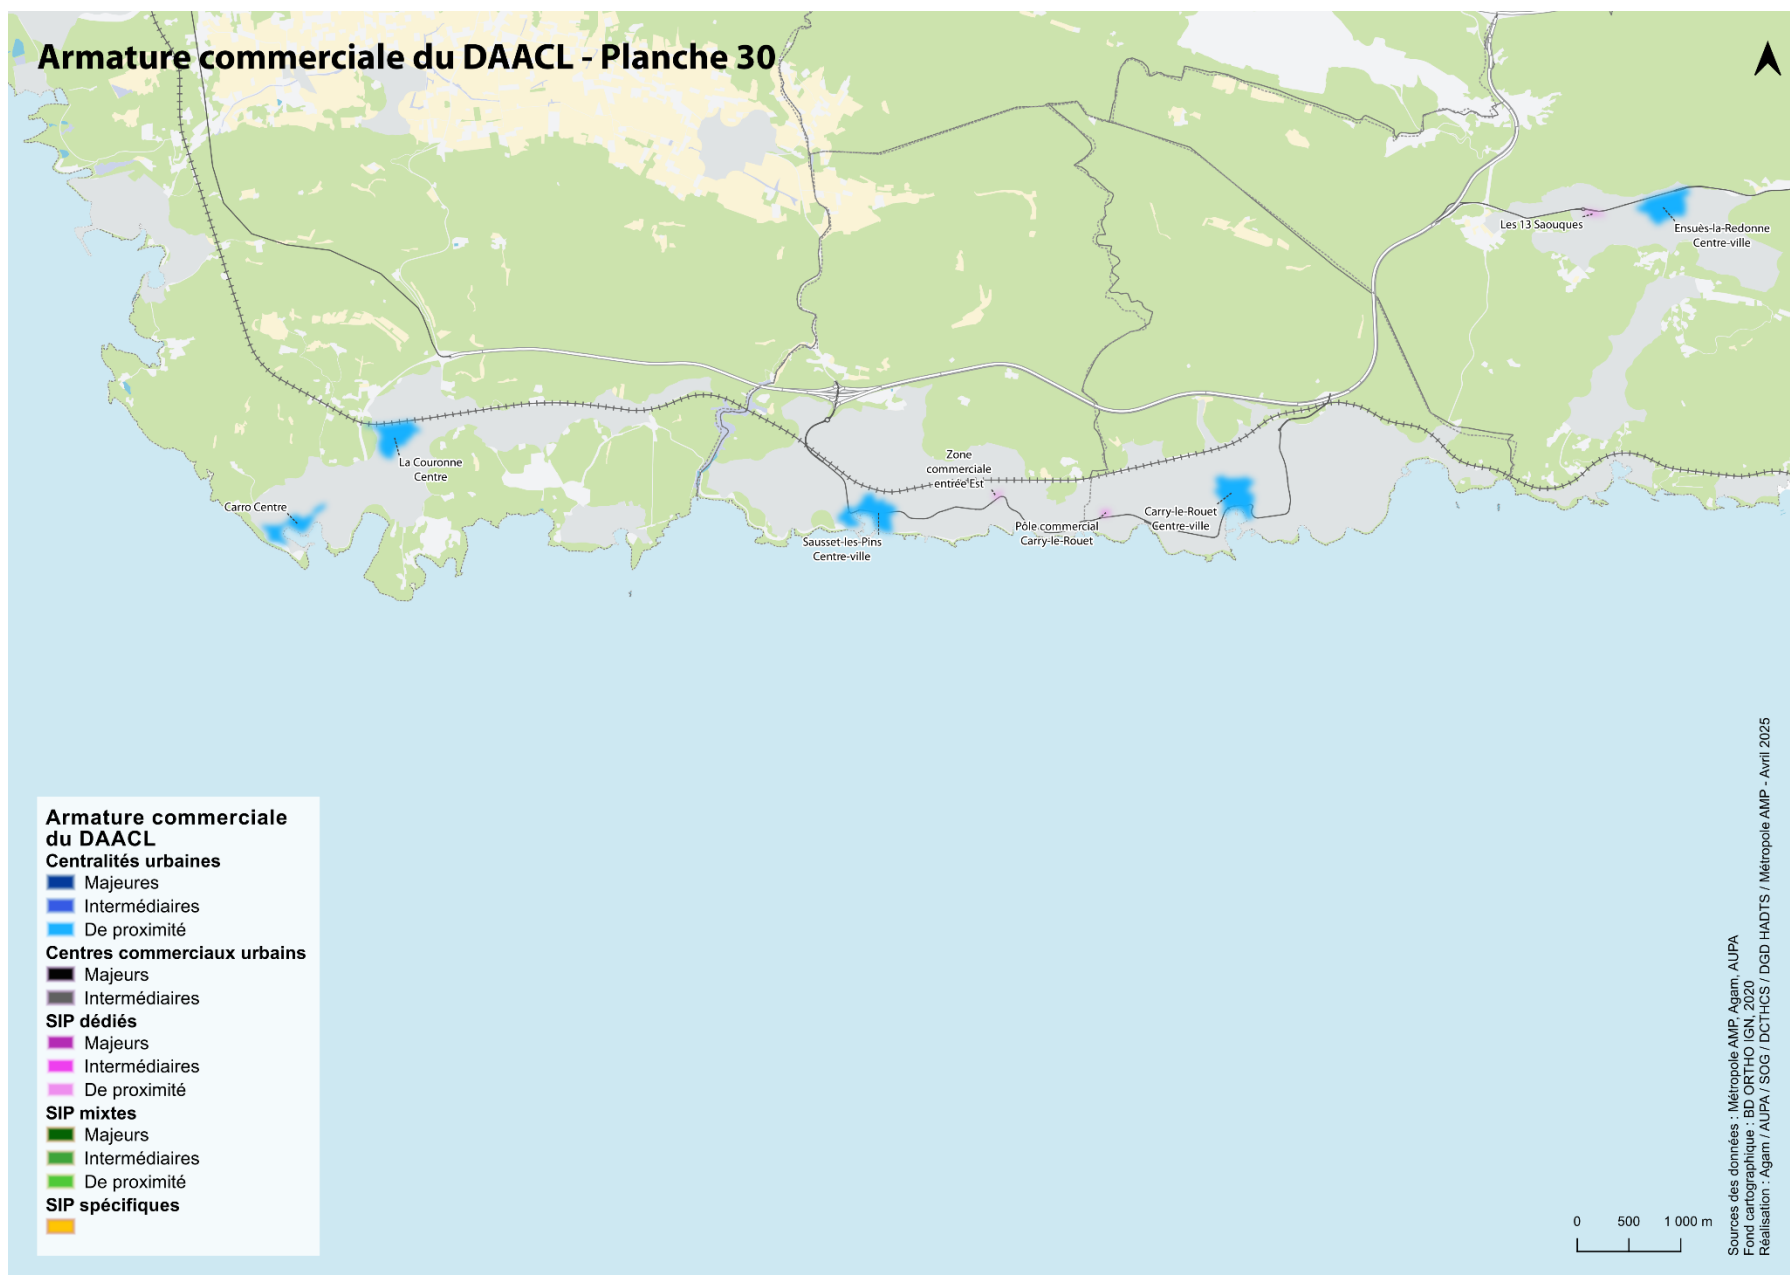 Armature commerciale du DAACL - Planche 30
Les 13 Saouques
Ensuès-la-Redonne
Centre-ville
La Couronne
Centre
Carro Centre
Zone
commerciale
entrée Est
Sausset-les-Pins
Centre-ville
Pôle commercial
Carry-le-Rouet
Carry-le-Rouet
Centre-ville
Armature commerciale
du DAACL
Centralités urbaines
Majeures
Intermédiaires
De proximité
Centres commerciaux urbains
Majeurs
Intermédiaires
SIP dédiés
Majeurs
Intermédiaires
De proximité
SIP mixtes
Majeurs
Intermédiaires
De proximité
SIP spécifiques
0 500 1 000 m
Sources des données : Métropole AMP, Agam, AUPA
Fond cartographique : BD ORTHO IGN, 2020
Réalisation : Agam / AUPA / SOG / DCTHCS / DGD HADTS / Métropole AMP - Avril 2025